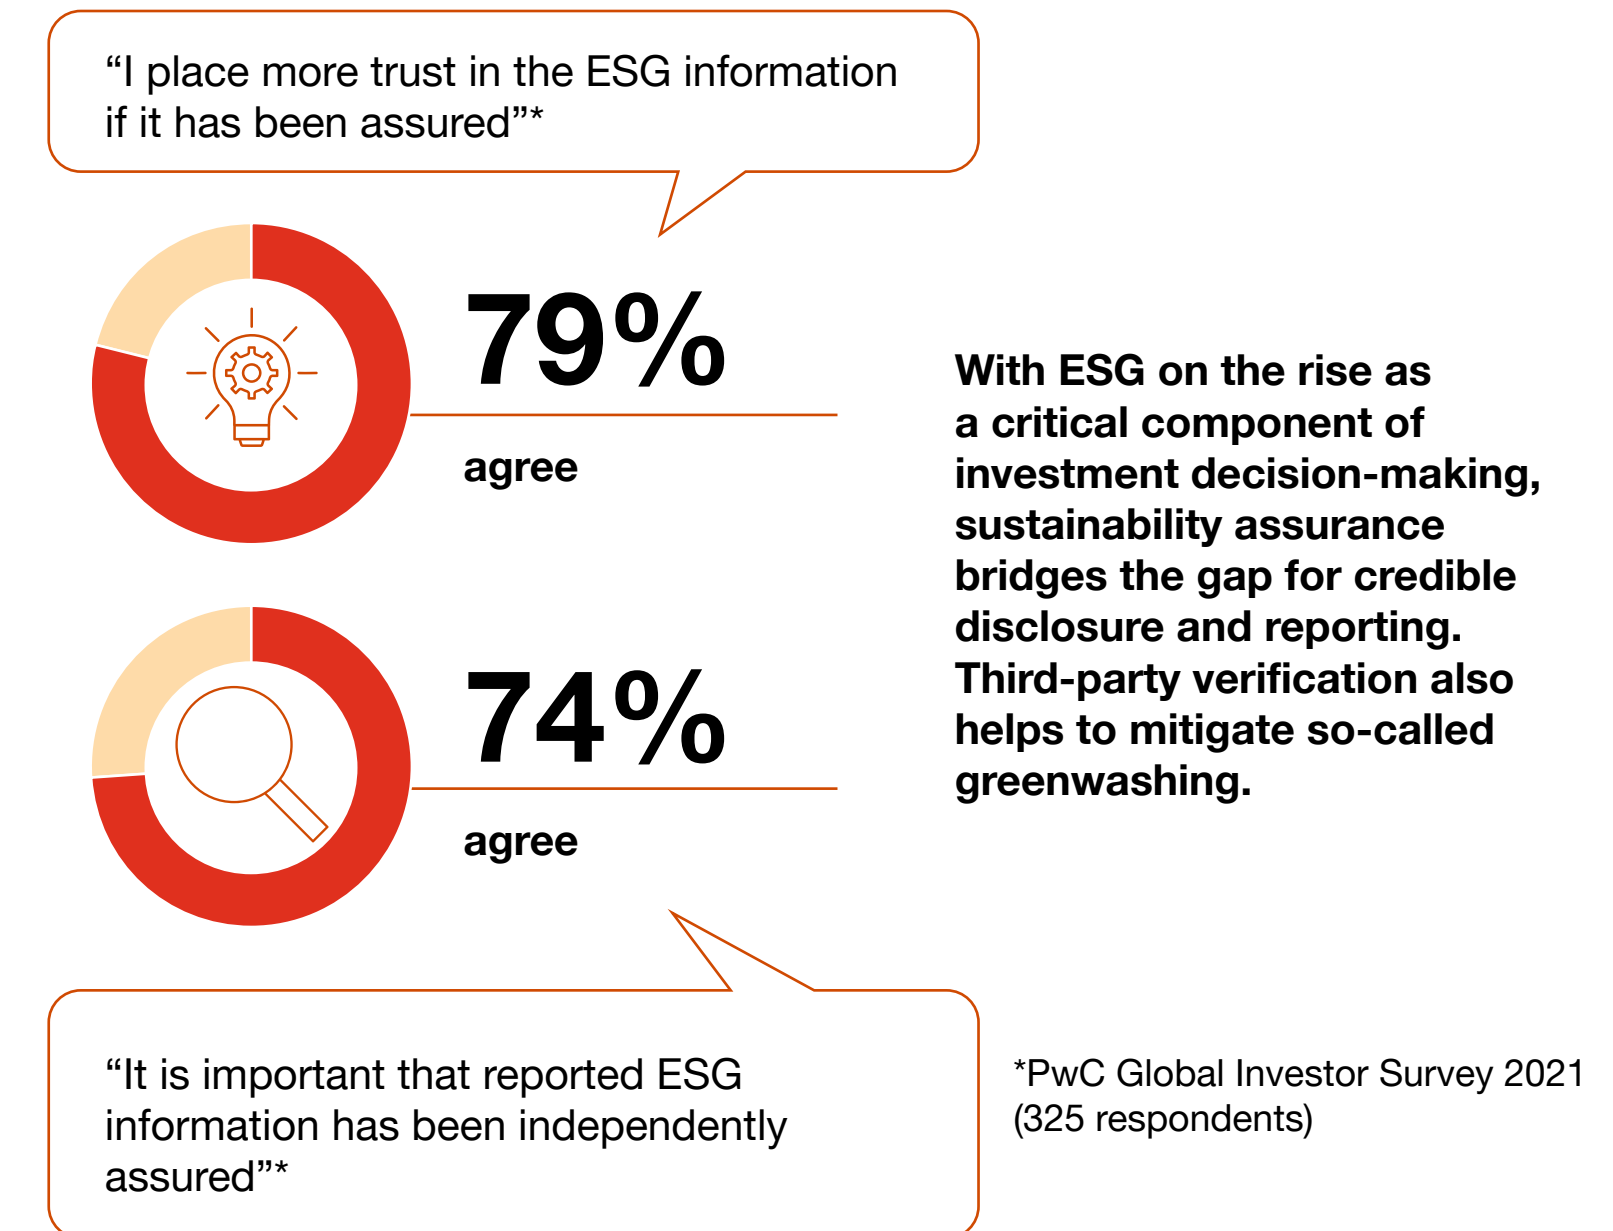 “I place more trust in the ESG information
if it has been assured”*
79%
agree
74%
agree
“It is important that reported ESG
information has been independently
assured”*
With ESG on the rise as
a critical component of
investment decision-making,
sustainability assurance
bridges the gap for credible
disclosure and reporting.
Third-party verification also
helps to mitigate so-called
greenwashing.
*PwC Global Investor Survey 2021
(325 respondents)